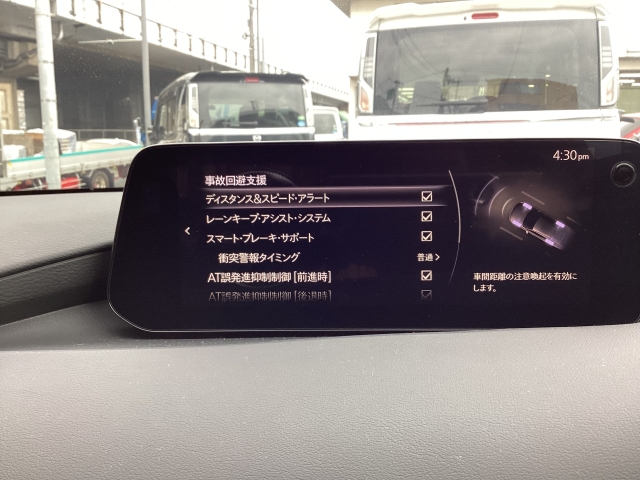 4:30pm
事故回避支援
ディスタンス&スピード・アラート
レーンキープ・アシスト・システム
スマート・ブレーキ・サポート
衝突警報タイミング 普通
AT誤発進抑制制御 [前進時]
AT誤発進抑制制御 [後退時]
車間距離の注意喚起を有効に
します。